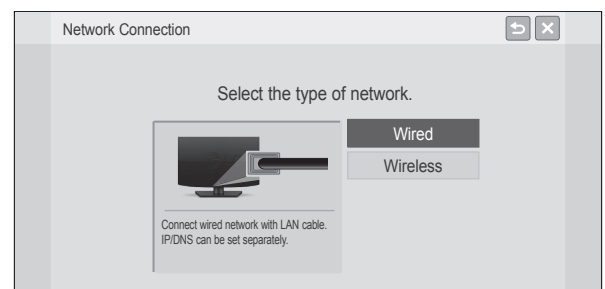 Network Connection
Select the type of network.
Wired
Wireless
Connect wired network with LAN cable.
IP/DNS can be set separately.